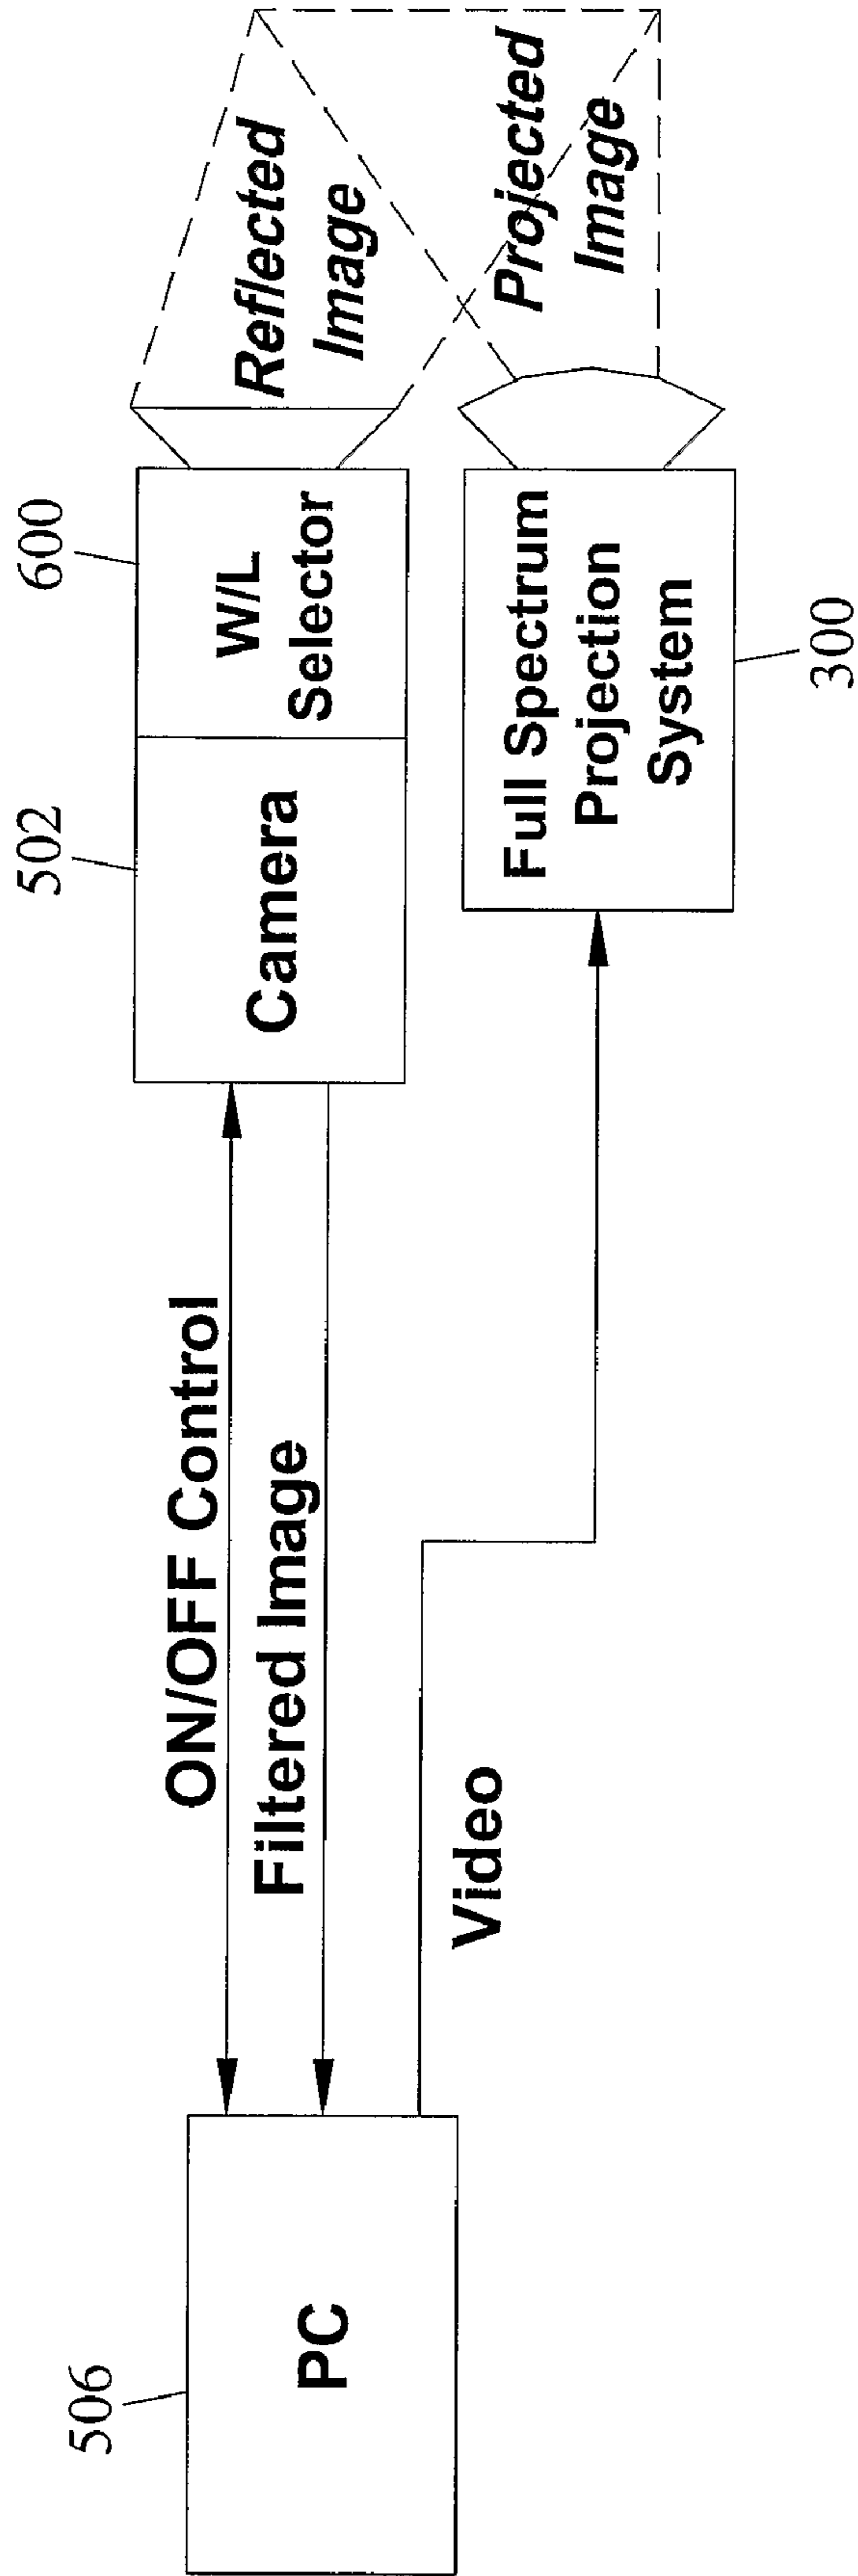 506
PC
ON/OFF Control
Filtered Image
Video
502
Camera
600
W/L
Selector
Full Spectrum
Projection
System
300
Reflected
Image
Projected
Image